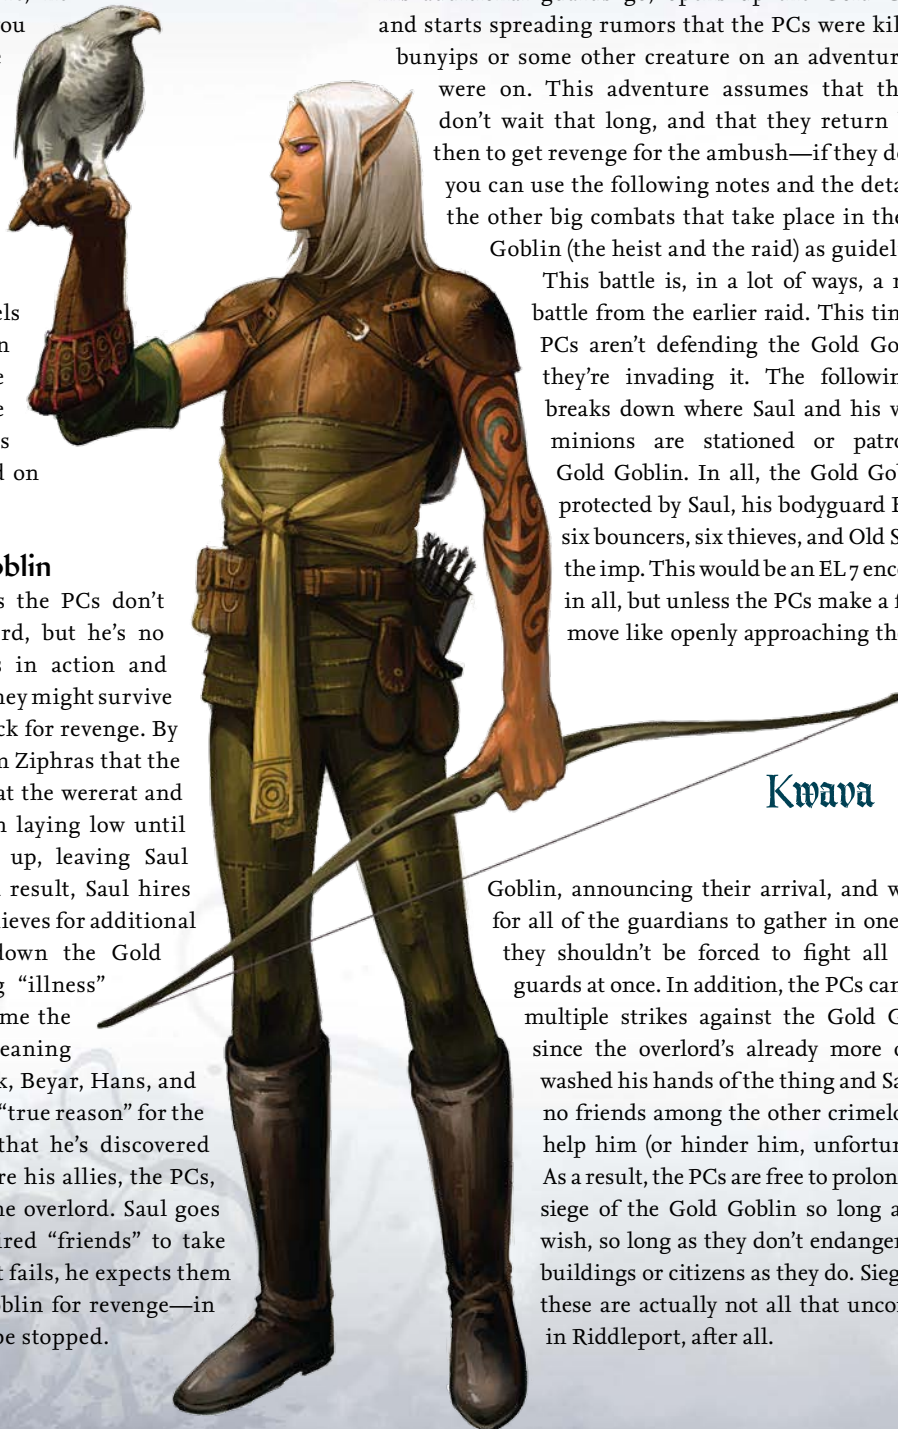 you
els
n
e
e
s
d on
oblin
s the PCs don't
rd, but he's no
s in action and
hey might survive
ck for revenge. By
n Ziphras that the
at the wererat and
n laying low until
up, leaving Saul
result, Saul hires
ieves for additional
down the Gold
g “illness”
me the
eaning
k, Beyar, Hans, and
“true reason” for the
that he's discovered
re his allies, the PCs,
he overlord. Saul goes
ired “friends” to take
t fails, he expects them
oblin for revenge—in
be stopped.
and starts spreading rumors that the PCs were kil
bunyips or some other creature on an adventur
were on. This adventure assumes that th
don't wait that long, and that they return
then to get revenge for the ambush—if they do
you can use the following notes and the deta
the other big combats that take place in the
Goblin (the heist and the raid) as guidel
This battle is, in a lot of ways, a r
battle from the earlier raid. This tim
PCs aren't defending the Gold Go
they're invading it. The followin
breaks down where Saul and his v
minions are stationed or patro
Gold Goblin. In all, the Gold Gob
protected by Saul, his bodyguard
six bouncers, six thieves, and Old S
the imp. This would be an EL 7 enco
in all, but unless the PCs make a f
move like openly approaching the
Kwava
Goblin, announcing their arrival, and w
for all of the guardians to gather in one
they shouldn't be forced to fight all
guards at once. In addition, the PCs can
multiple strikes against the Gold G
since the overlord's already more o
washed his hands of the thing and Sa
no friends among the other crimelo
help him (or hinder him, unfortun
As a result, the PCs are free to prolon
siege of the Gold Goblin so long a
wish, so long as they don't endanger
buildings or citizens as they do. Sieg
these are actually not all that unco
in Riddleport, after all.